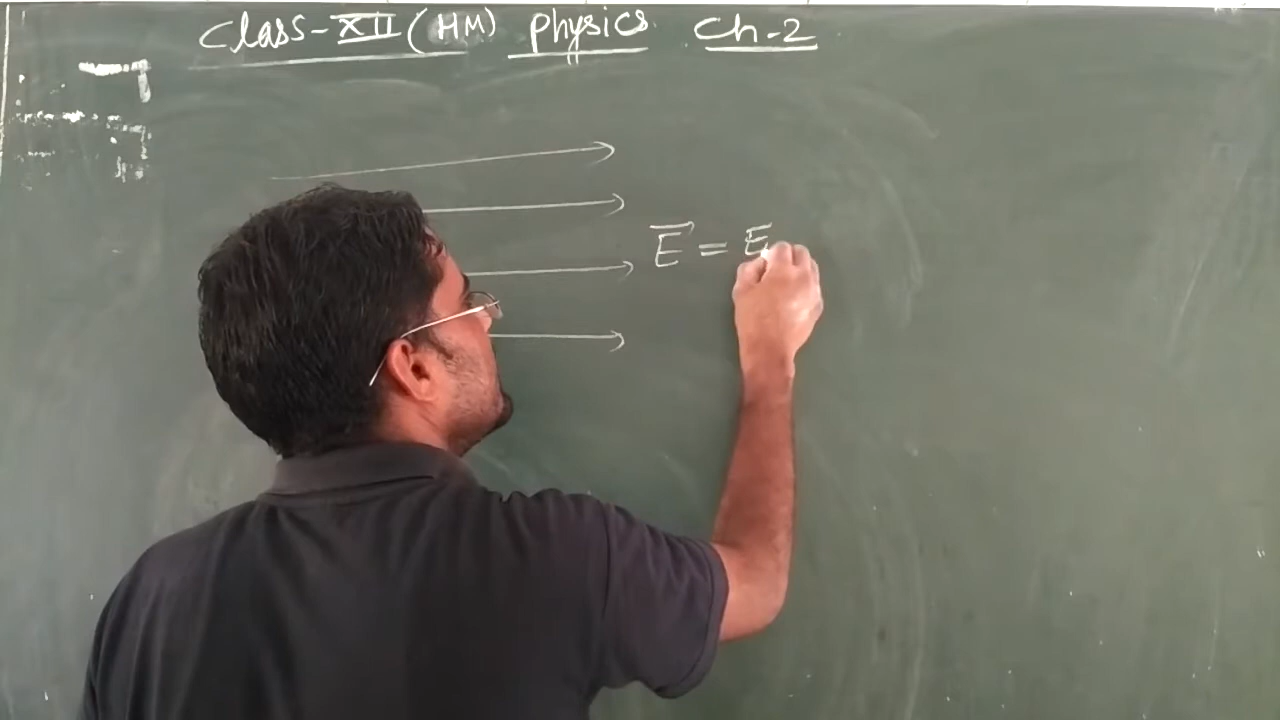 Class-XII (HM) Physics Ch-2
E⃗ = E